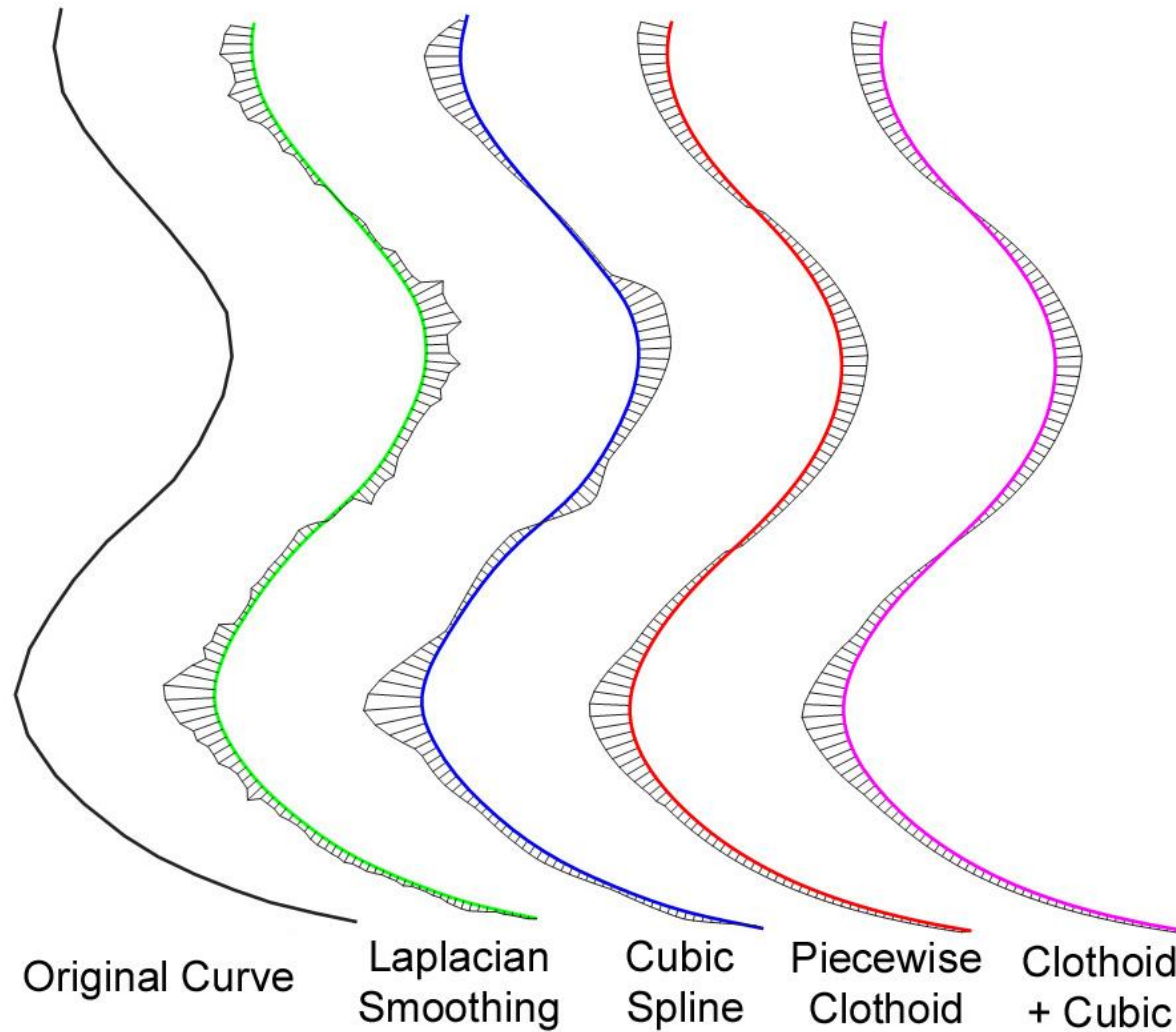 Original Curve
Laplacian
Smoothing
Cubic
Spline
Piecewise
Clothoid
Clothoid
+ Cubic